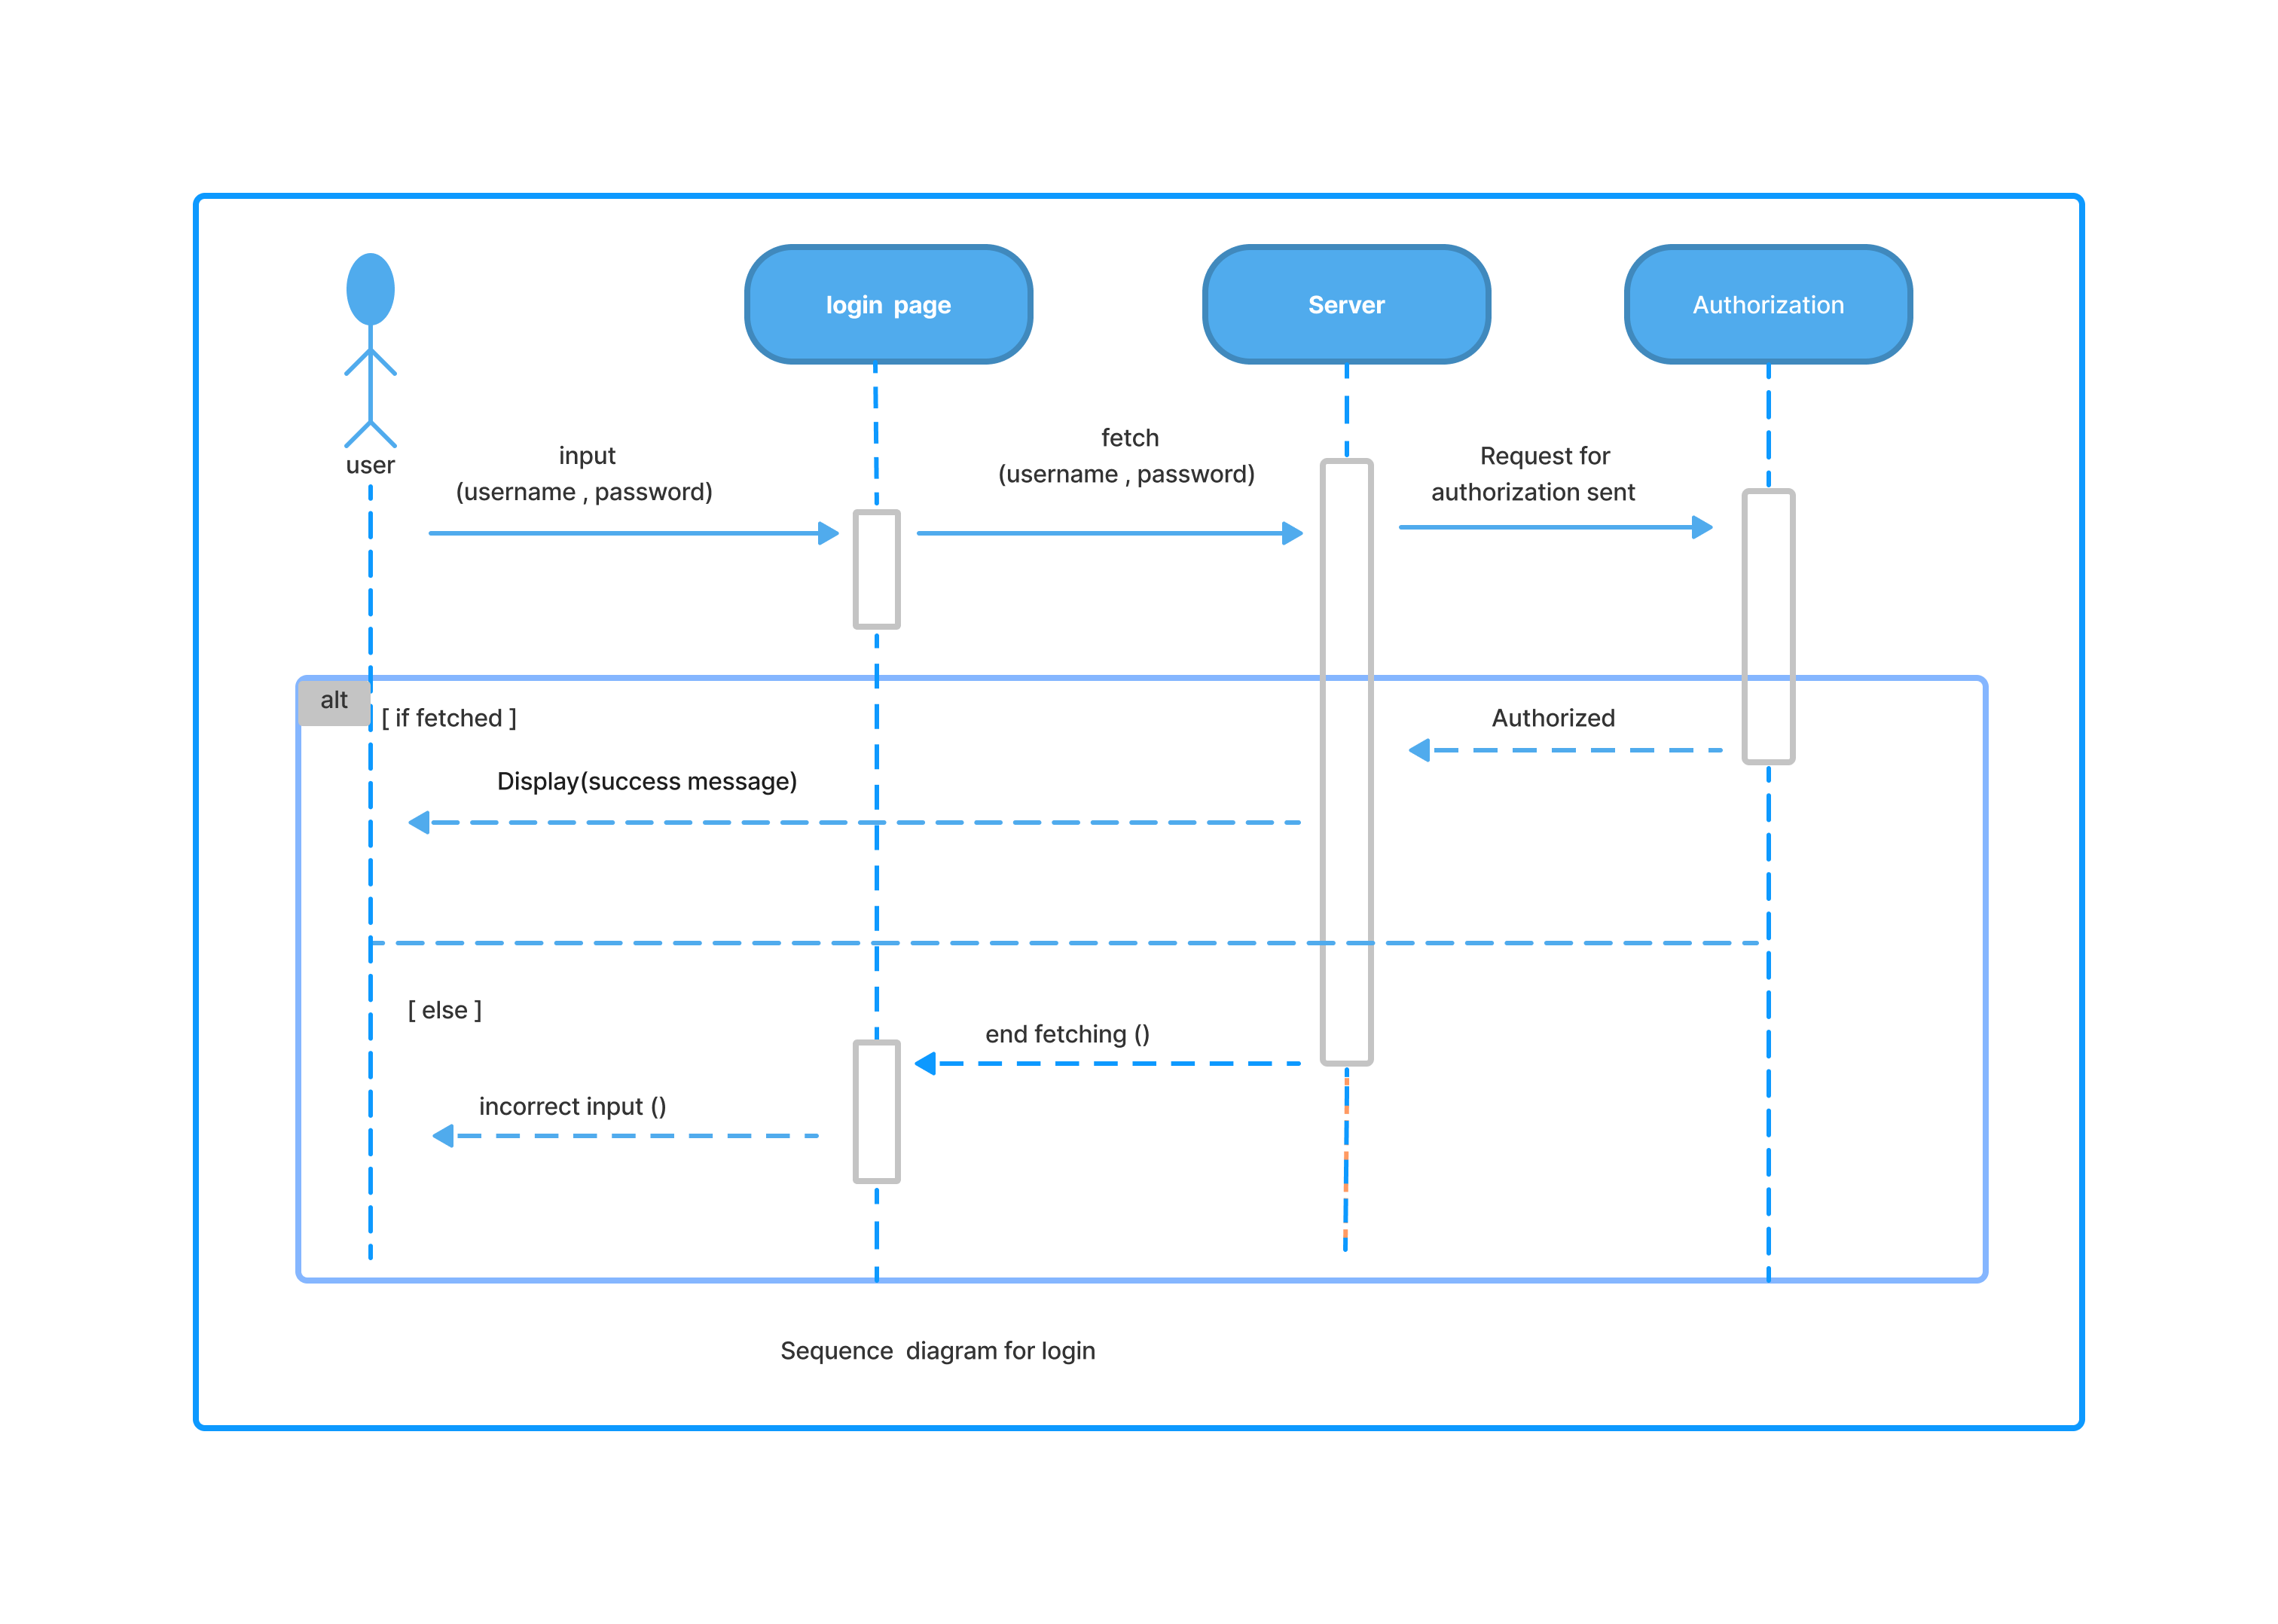 login page
Server
Authorization
user
input
(username , password)
fetch
(username , password)
Request for
authorization sent
alt
[ if fetched ]
Authorized
Display(success message)
[ else ]
end fetching ()
incorrect input ()
Sequence diagram for login